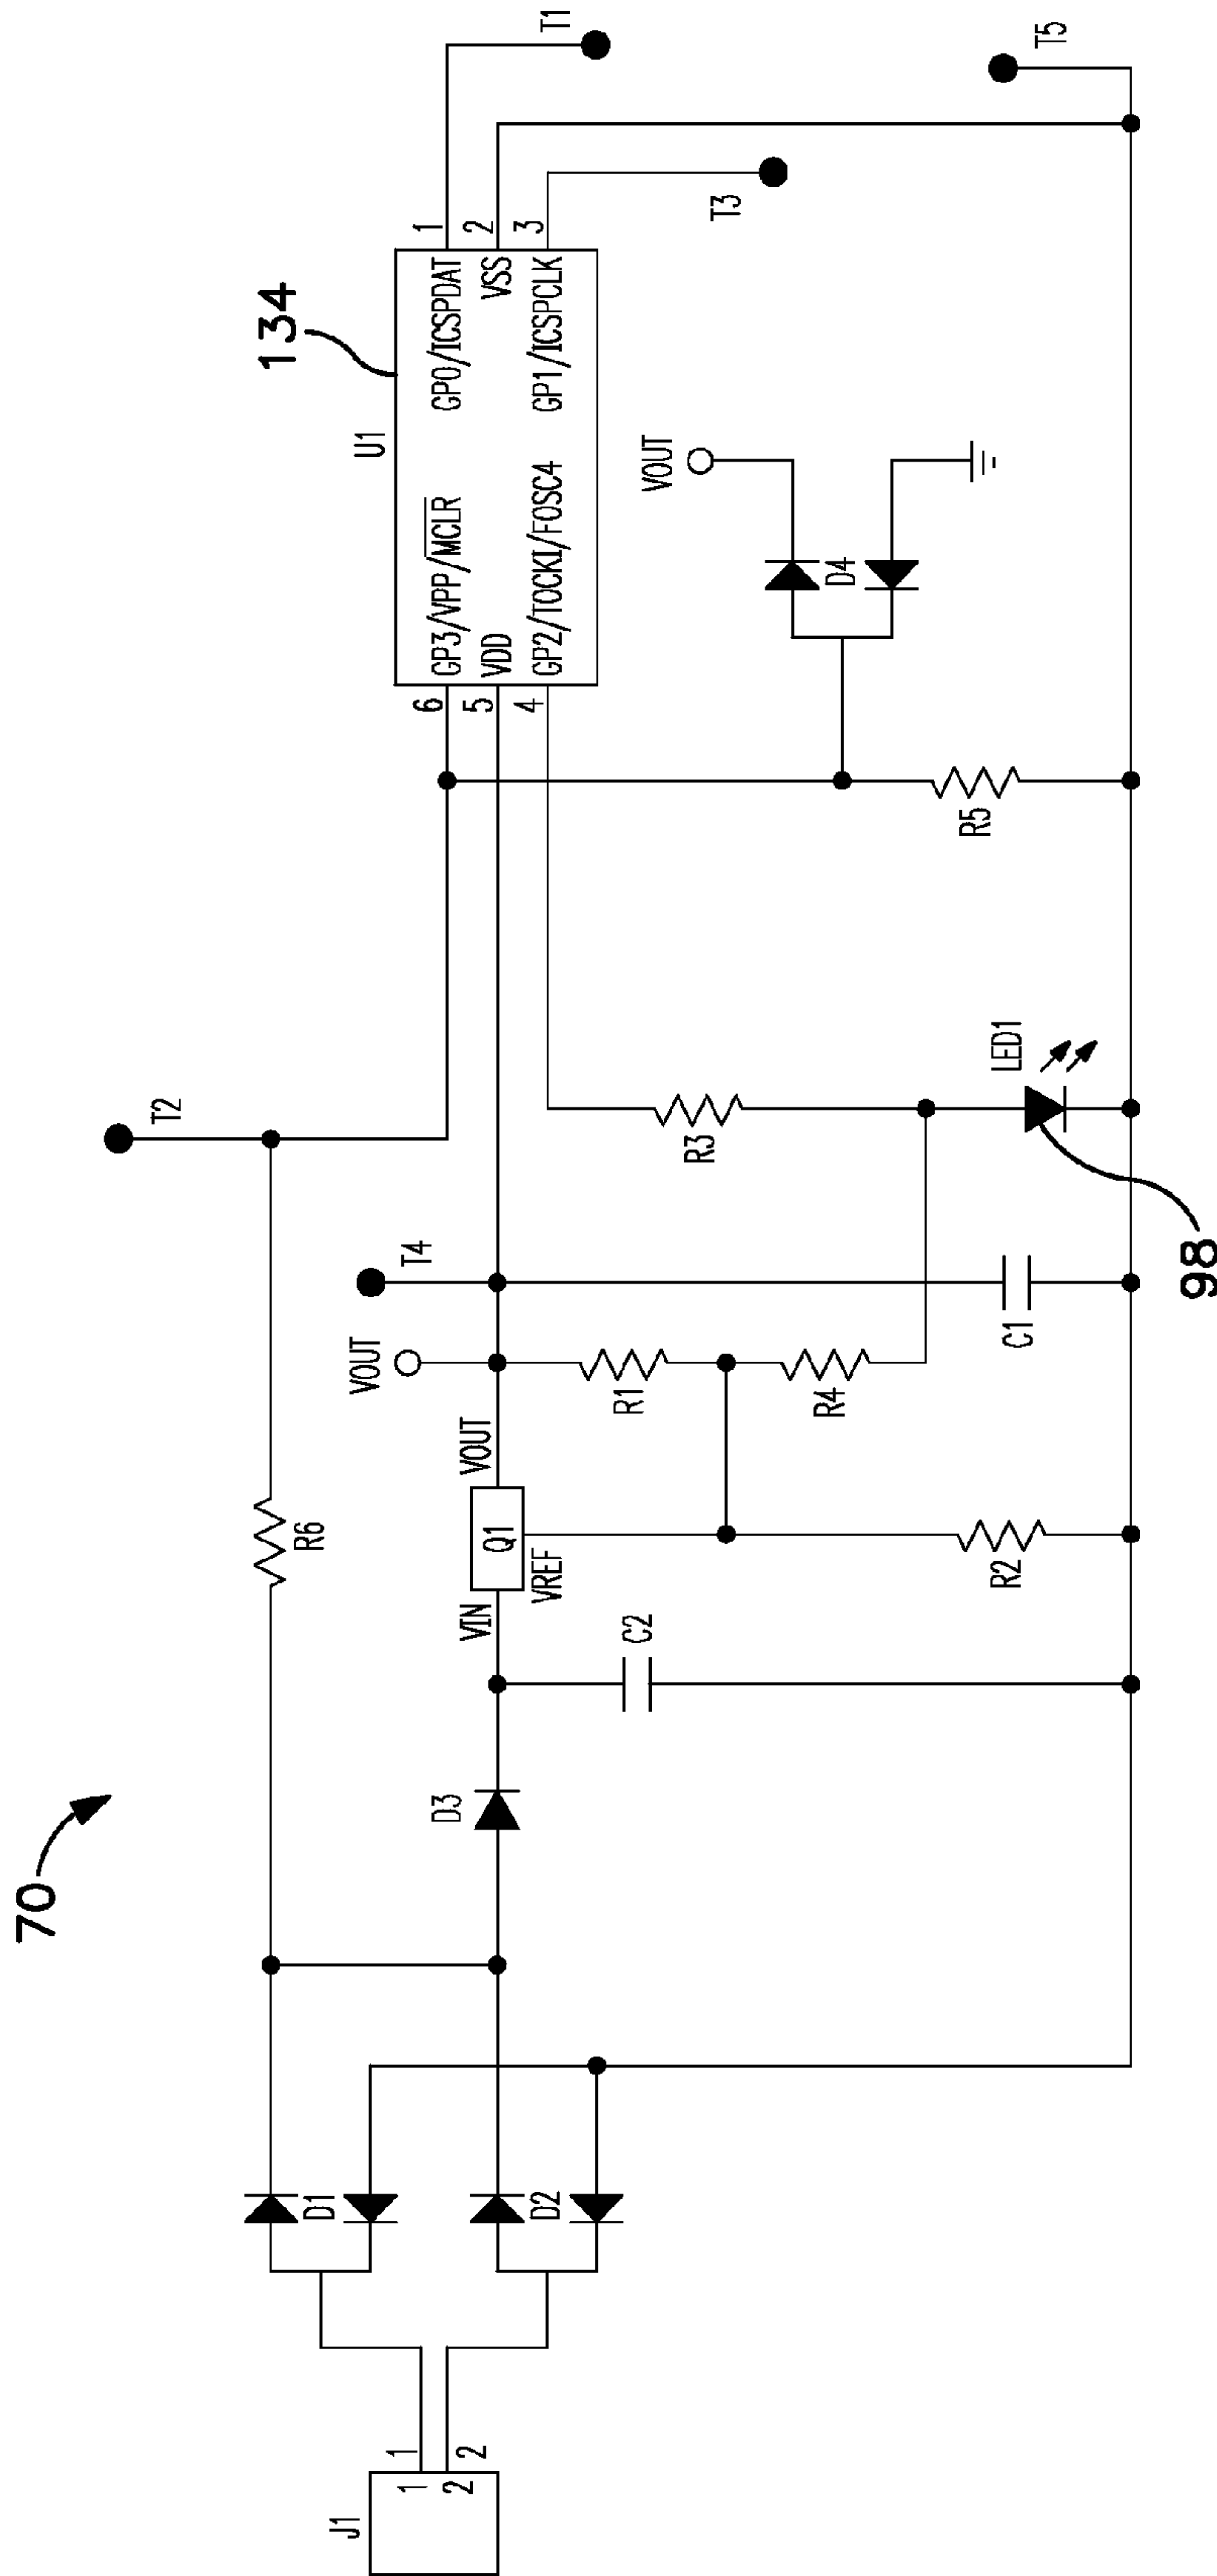 70
J1
1
2
1
2
D1
D2
D3
R6
C2
VIN
Q1
VREF
VOUT
VOUT
R1
R4
R2
T4
C1
T2
R3
LED1
98
R5
D4
VOUT
U1
134
6
5
4
GP3/VPP/M̅C̅L̅R̅
VDD
GP2/TOCKI/FOSC4
GP0/ICSPDAT
VSS
GP1/ICSPCLK
1
2
3
T3
T1
T5